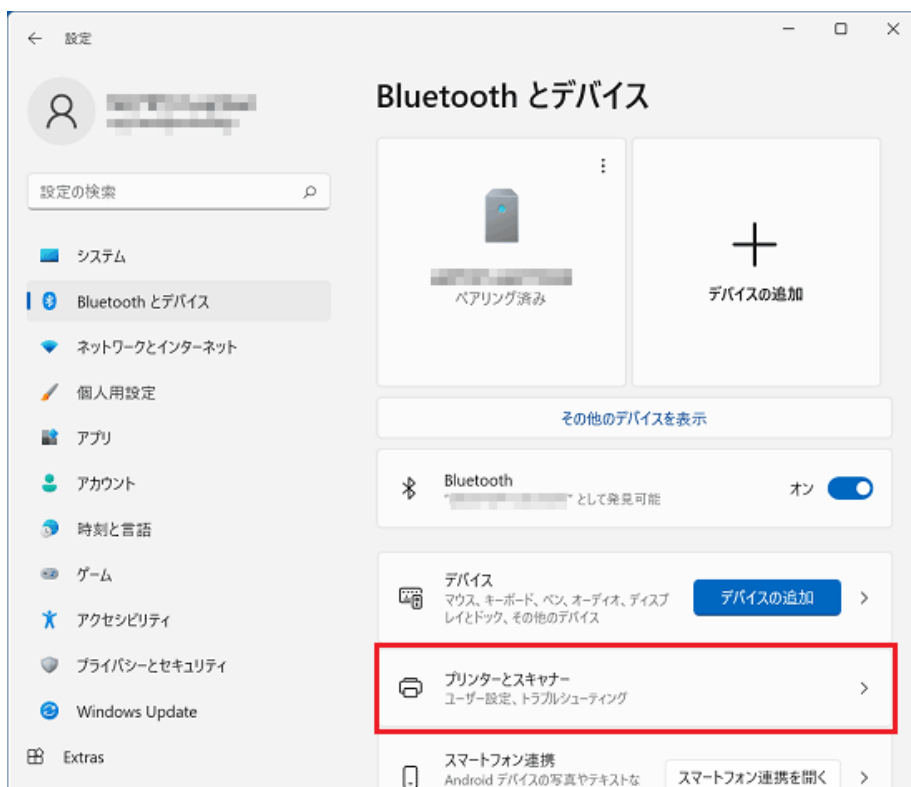 設定
Bluetooth とデバイス
設定の検索
システム
Bluetooth とデバイス
ネットワークとインターネット
個人用設定
アプリ
アカウント
時刻と言語
ゲーム
アクセシビリティ
プライバシーとセキュリティ
Windows Update
Extras
ペアリング済み
デバイスの追加
その他のデバイスを表示
Bluetooth
" " として発見可能
オン
デバイス
マウス、キーボード、ペン、オーディオ、ディスプ
レイとドック、その他のデバイス
デバイスの追加
プリンターとスキャナー
ユーザー設定、トラブルシューティング
スマートフォン連携
Android デバイスの写真やテキストな
スマートフォン連携を開く